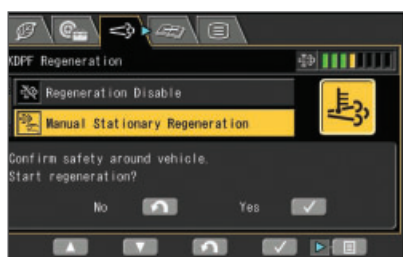 KDPF Regeneration
Regeneration Disable
Manual Stationary Regeneration
Confirm safety around vehicle.
Start regeneration?
No Yes